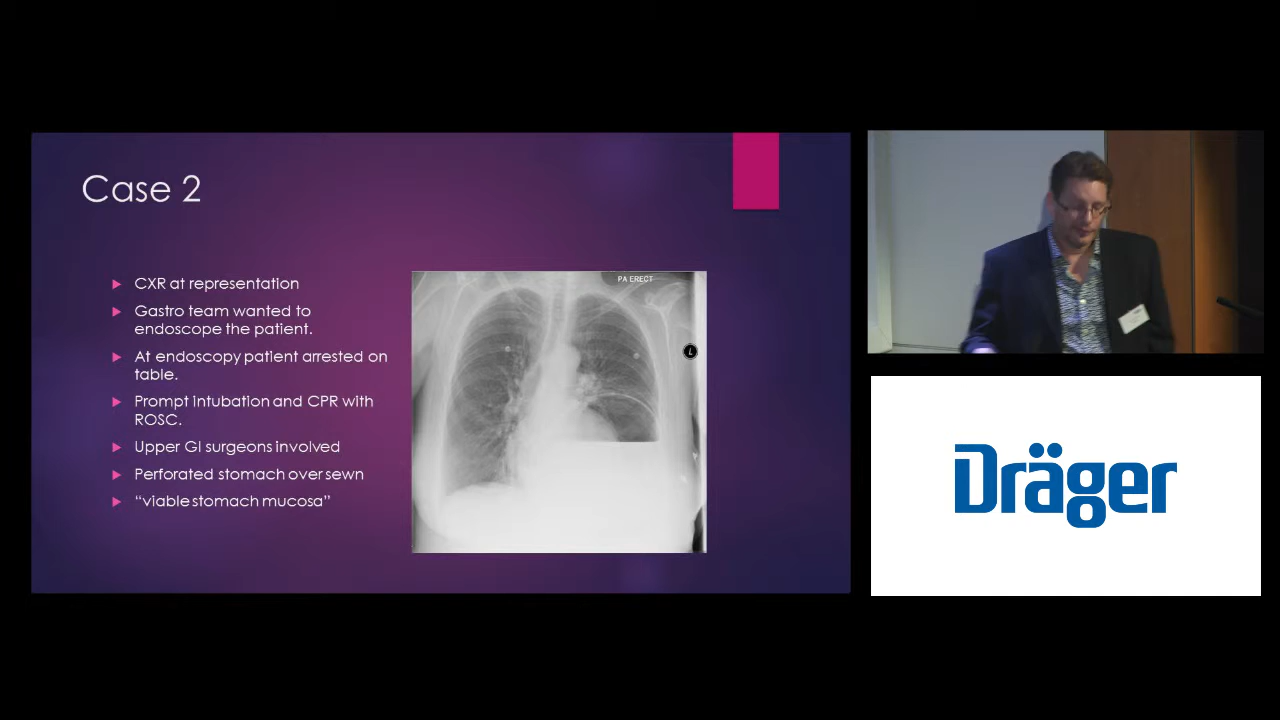 Case 2
CXR at representation
Gastro team wanted to
endoscope the patient.
At endoscopy patient arrested on
table.
Prompt intubation and CPR with
ROSC.
Upper GI surgeons involved
Perforated stomach over sewn
“viable stomach mucosa”
PA ERECT
L
Dräger